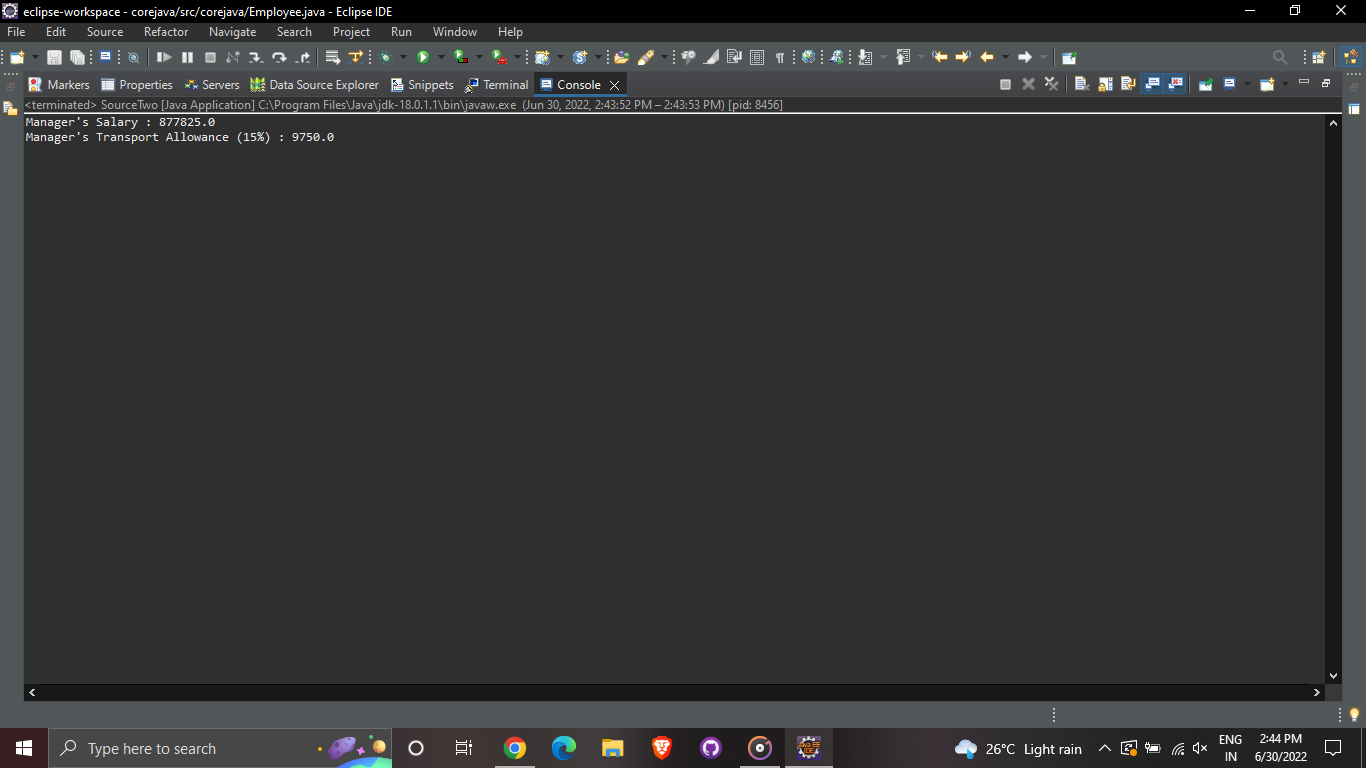 eclipse-workspace - corejava/src/corejava/Employee.java - Eclipse IDE
File Edit Source Refactor Navigate Search Project Run Window Help
Markers Properties Servers Data Source Explorer Snippets Terminal Console
<terminated> SourceTwo [Java Application] C:\Program Files\Java\jdk-18.0.1.1\bin\javaw.exe (Jun 30, 2022, 2:43:52 PM – 2:43:53 PM) [pid: 8456]
Manager's Salary : 877825.0
Manager's Transport Allowance (15%) : 9750.0
Type here to search
Java EE IDE
26°C Light rain
ENG IN
2:44 PM
6/30/2022